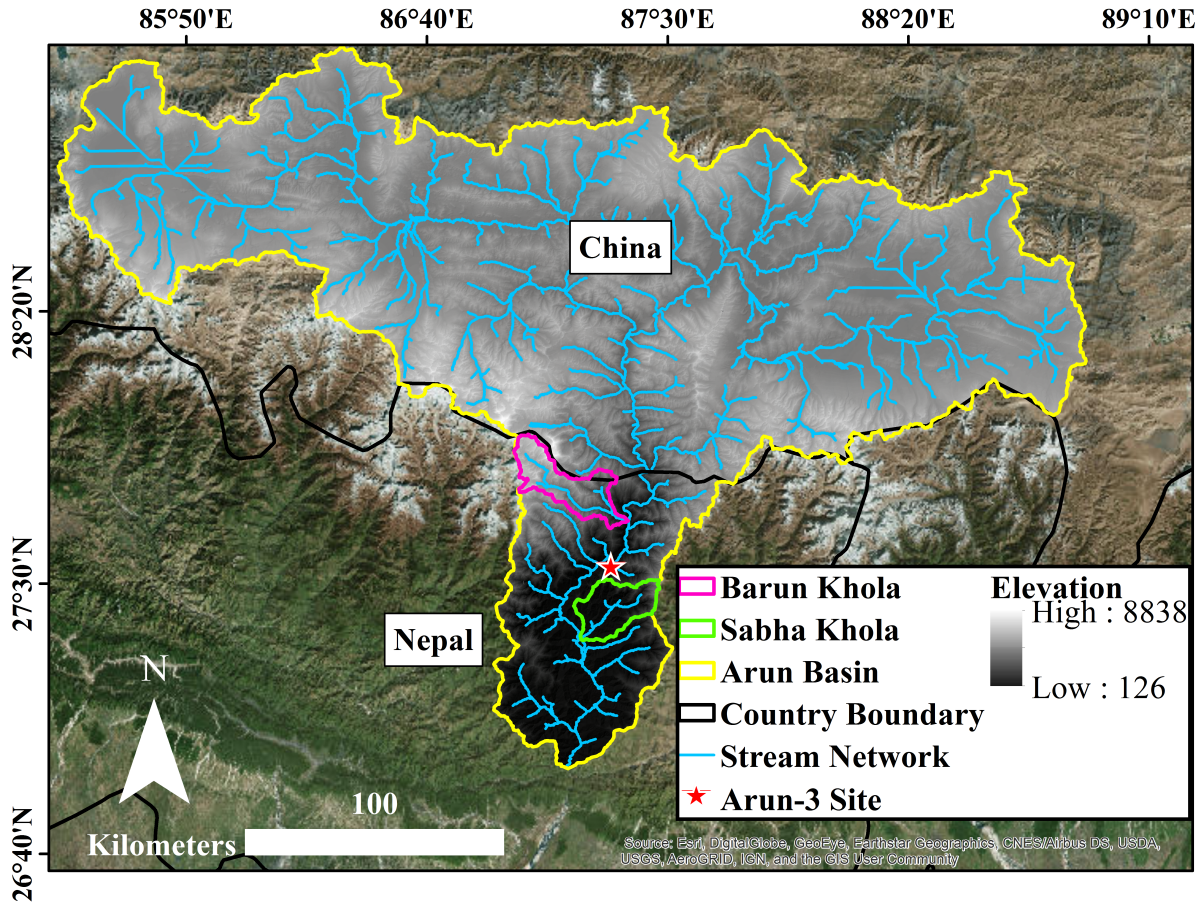 85°50'E 86°40'E 87°30'E 88°20'E 89°10'E
China
28°20'N
27°30'N
Nepal
Barun Khola
Sabha Khola
Arun Basin
Country Boundary
Stream Network
Arun-3 Site
Elevation
High : 8838
Low : 126
N
100
Kilometers
26°40'N
Source: Esri, DigitalGlobe, GeoEye, Earthstar Geographics, CNES/Airbus DS, USDA,
USGS, AeroGRID, IGN, and the GIS User Community